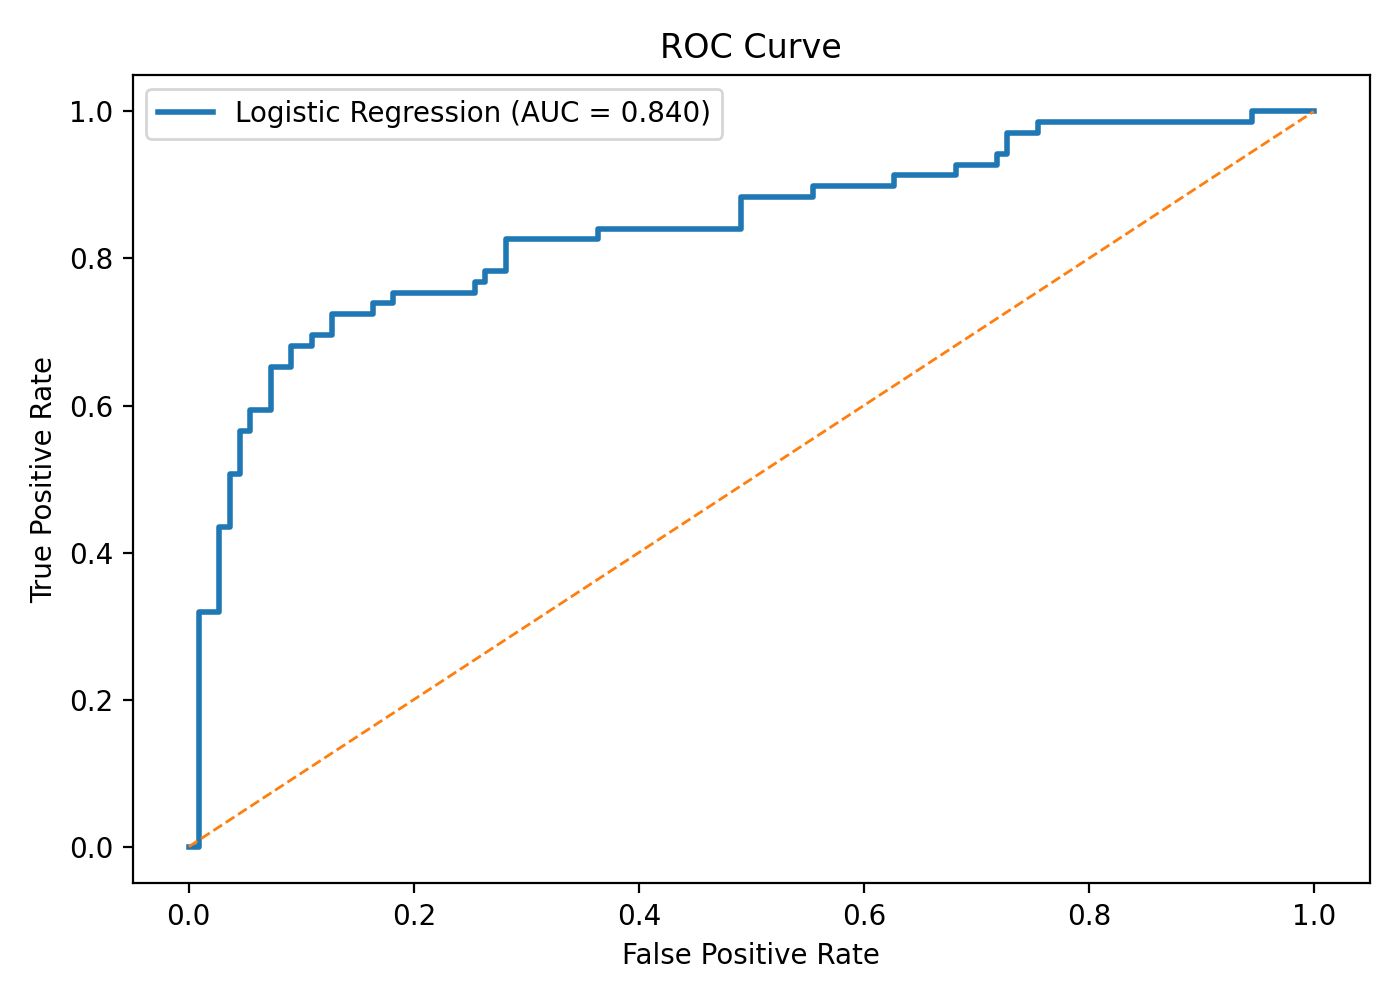 ROC Curve
Logistic Regression (AUC = 0.840)
1.0
0.8
0.6
0.4
0.2
0.0
True Positive Rate
0.0 0.2 0.4 0.6 0.8 1.0
False Positive Rate